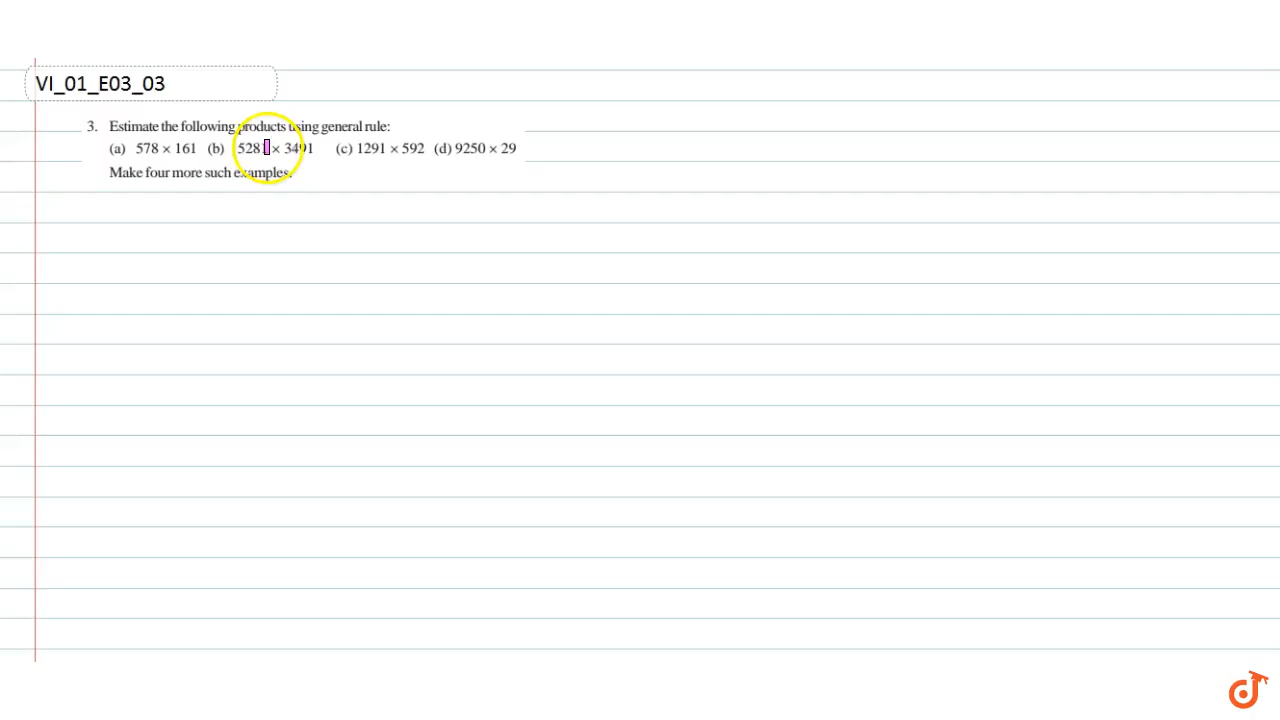 VI_01_E03_03
3. Estimate the following products using general rule:
(a) 578 × 161 (b) 5281 × 3491 (c) 1291 × 592 (d) 9250 × 29
Make four more such examples.